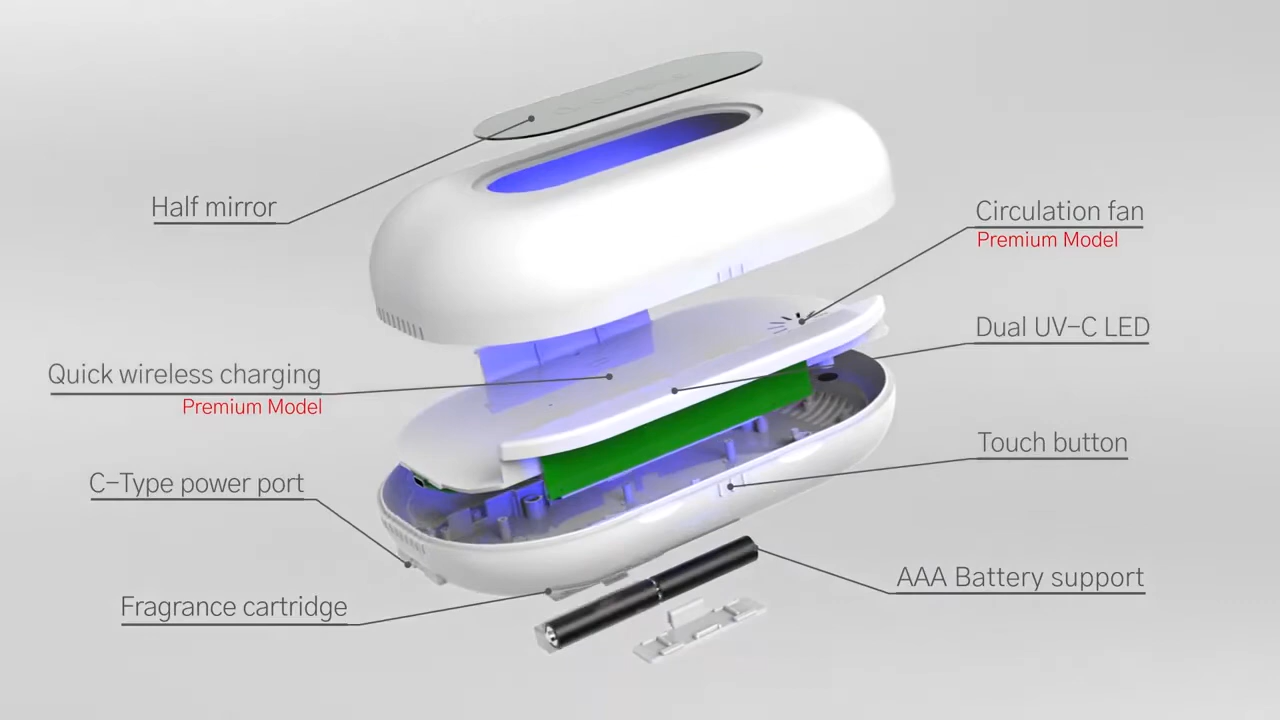 Half mirror
Circulation fan
Premium Model
Dual UV-C LED
Quick wireless charging
Premium Model
Touch button
C-Type power port
AAA Battery support
Fragrance cartridge